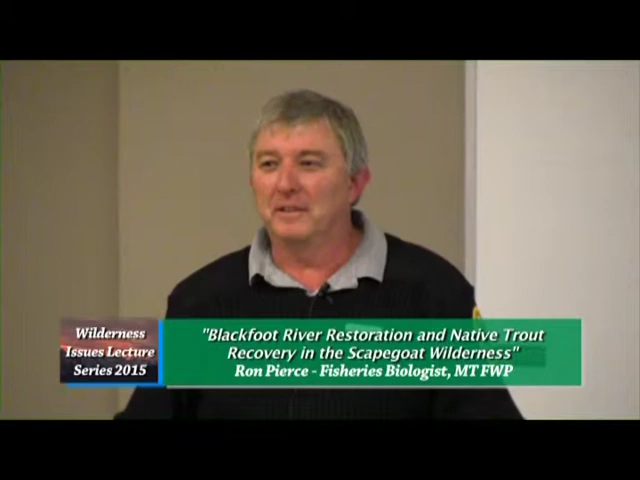 Wilderness
Issues Lecture
Series 2015
"Blackfoot River Restoration and Native Trout
Recovery in the Scapegoat Wilderness"
Ron Pierce - Fisheries Biologist, MT FWP